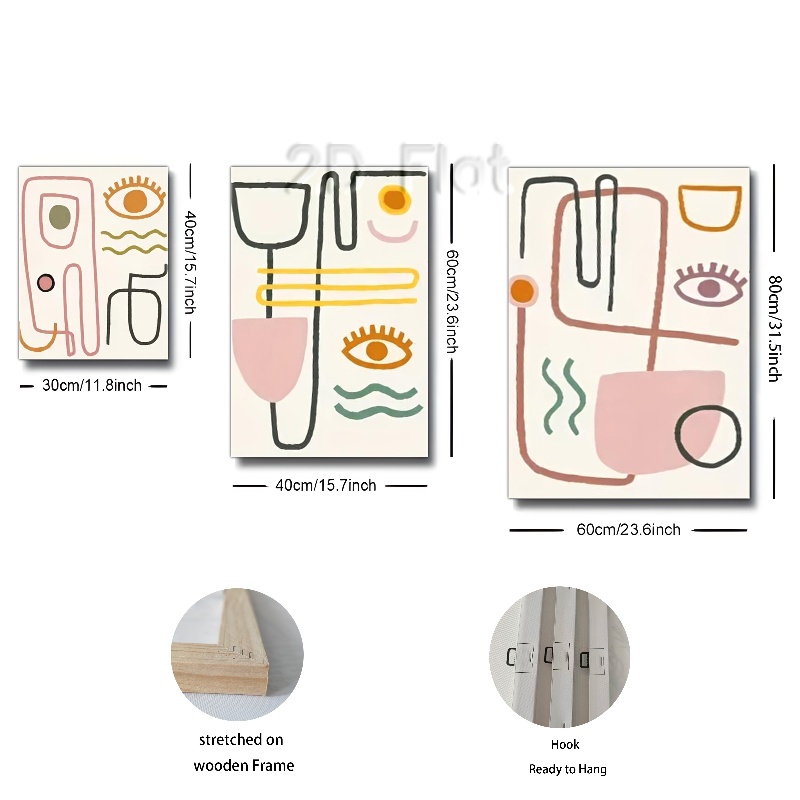 2D Flat
40cm/15.7inch
30cm/11.8inch
60cm/23.6inch
40cm/15.7inch
80cm/31.5inch
60cm/23.6inch
stretched on
wooden Frame
Hook
Ready to Hang